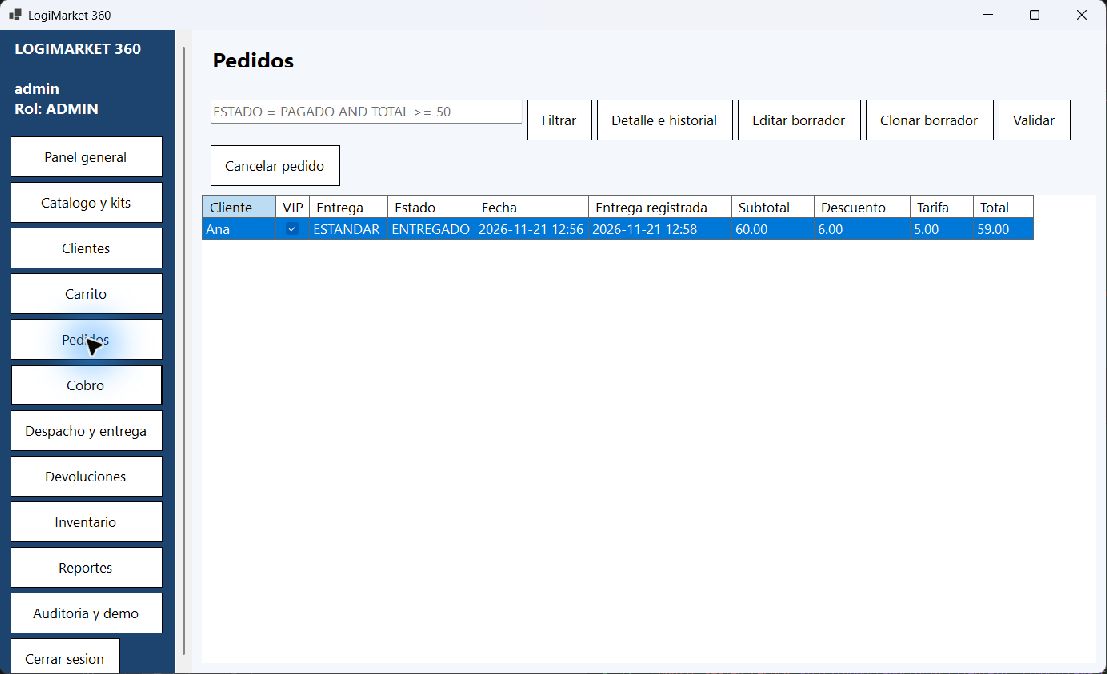 LogiMarket 360
LOGIMARKET 360
admin
Rol: ADMIN
Panel general
Catalogo y kits
Clientes
Carrito
Pedidos
Cobro
Despacho y entrega
Devoluciones
Inventario
Reportes
Auditoria y demo
Cerrar sesion
Pedidos
ESTADO = PAGADO AND TOTAL >= 50
Filtrar
Detalle e historial
Editar borrador
Clonar borrador
Validar
Cancelar pedido
Cliente VIP Entrega Estado Fecha Entrega registrada Subtotal Descuento Tarifa Total
Ana ESTANDAR ENTREGADO 2026-11-21 12:56 2026-11-21 12:58 60.00 6.00 5.00 59.00